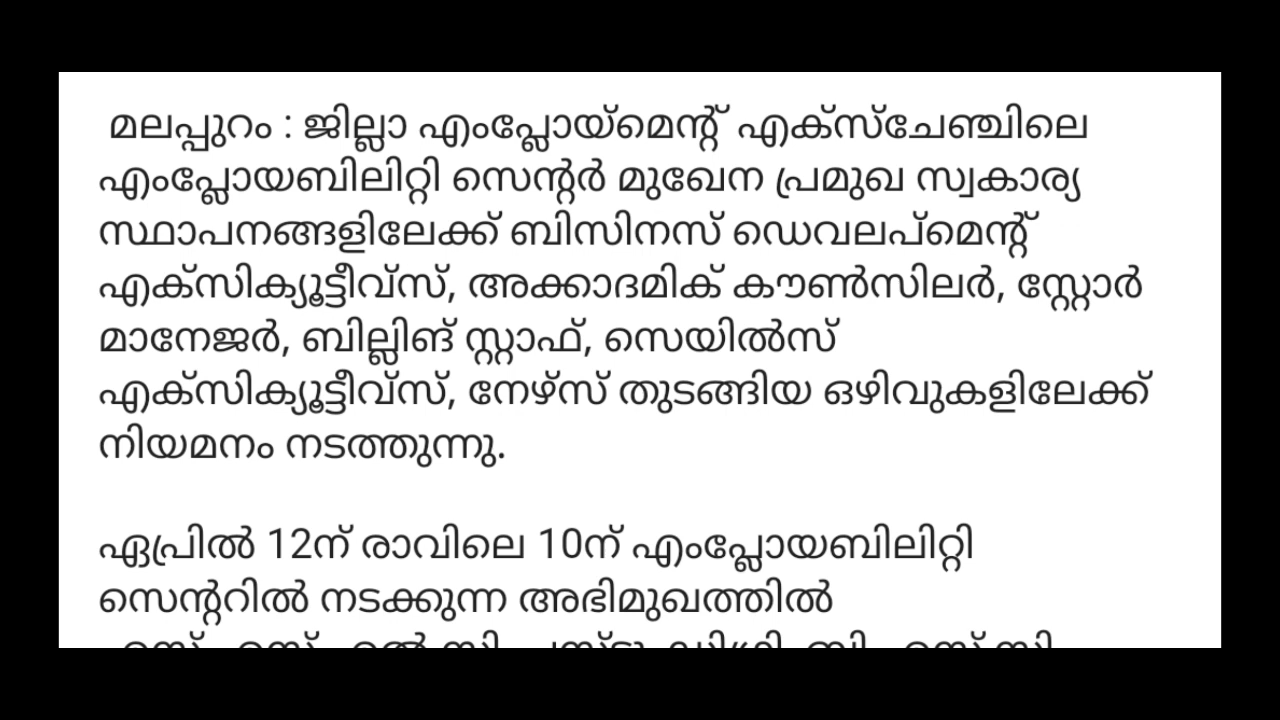 മലപ്പുറം : ജില്ലാ എംപ്ലോയ്മെന്റ് എക്സ്ചേഞ്ചിലെ
എംപ്ലോയബിലിറ്റി സെന്റർ മുഖേന പ്രമുഖ സ്വകാര്യ
സ്ഥാപനങ്ങളിലേക്ക് ബിസിനസ് ഡെവലപ്മെന്റ്
എക്സിക്യൂട്ടീവ്സ്, അക്കാദമിക് കൗൺസിലർ, സ്റ്റോർ
മാനേജർ, ബില്ലിങ് സ്റ്റാഫ്, സെയിൽസ്
എക്സിക്യൂട്ടീവ്സ്, നേഴ്സ് തുടങ്ങിയ ഒഴിവുകളിലേക്ക്
നിയമനം നടത്തുന്നു.
ഏപ്രിൽ 12ന് രാവിലെ 10ന് എംപ്ലോയബിലിറ്റി
സെന്ററിൽ നടക്കുന്ന അഭിമുഖത്തിൽ